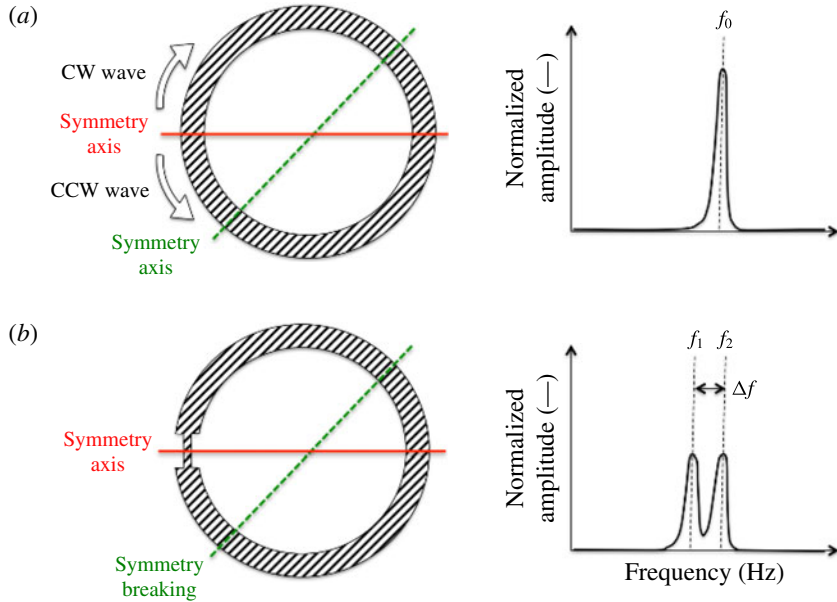 (a)
CW wave
Symmetry
axis
CCW wave
Symmetry
axis
f0
Normalized
amplitude (—)
(b)
Symmetry
axis
Symmetry
breaking
f1 f2
Δf
Normalized
amplitude (—)
Frequency (Hz)